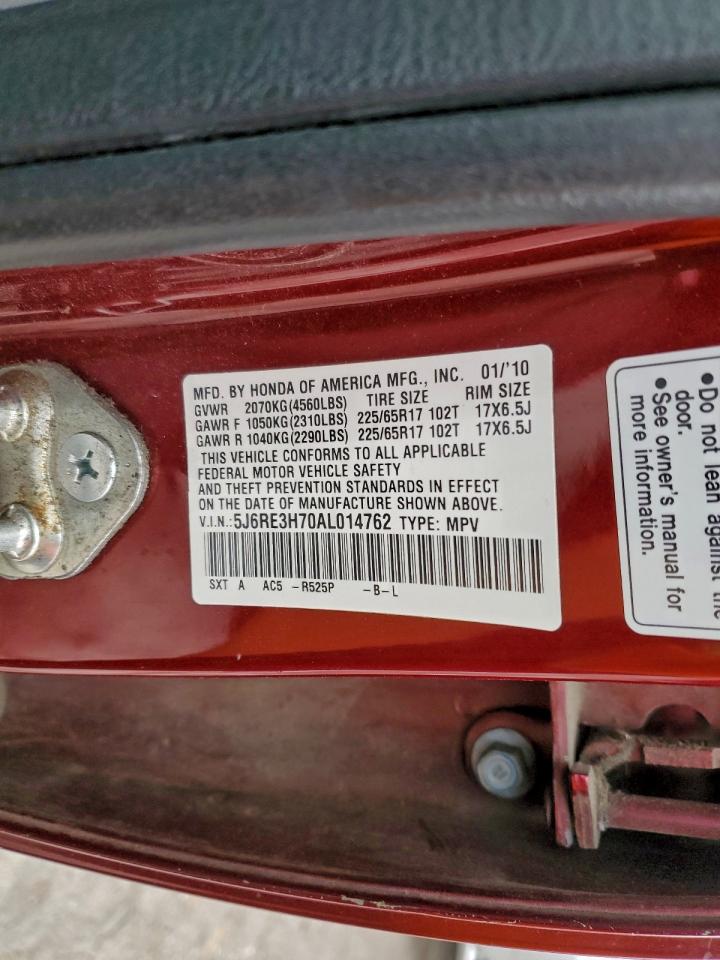 MFD. BY HONDA OF AMERICA MFG., INC. 01/'10
GVWR 2070KG(4560LBS) TIRE SIZE RIM SIZE
GAWR F 1050KG(2310LBS) 225/65R17 102T 17X6.5J
GAWR R 1040KG(2290LBS) 225/65R17 102T 17X6.5J
THIS VEHICLE CONFORMS TO ALL APPLICABLE
FEDERAL MOTOR VEHICLE SAFETY
AND THEFT PREVENTION STANDARDS IN EFFECT
ON THE DATE OF MANUFACTURE SHOWN ABOVE.
V.I.N.:5J6RE3H70AL014762 TYPE: MPV
SXT A AC5 -R525P -B-L
•Do not lean against the
door.
•See owner's manual for
more information.